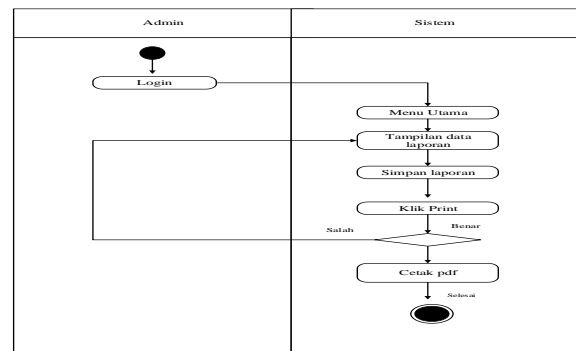 Admin
Sistem
Login
Menu Utama
Tampilan data
laporan
Simpan laporan
Klik Print
Salah
Benar
Cetak pdf
Selesai